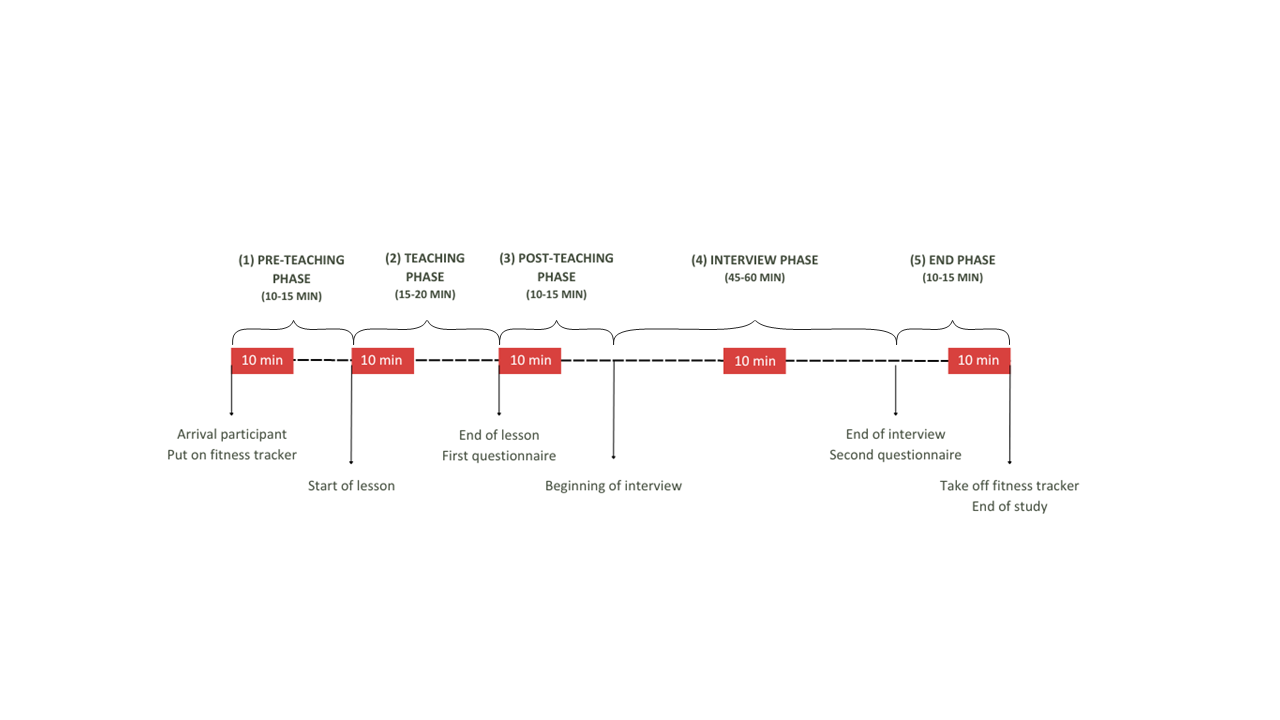 (1) PRE-TEACHING
PHASE
(10-15 MIN)
(2) TEACHING
PHASE
(15-20 MIN)
(3) POST-TEACHING
PHASE
(10-15 MIN)
(4) INTERVIEW PHASE
(45-60 MIN)
(5) END PHASE
(10-15 MIN)
10 min
10 min
10 min
10 min
10 min
Arrival participant
Put on fitness tracker
Start of lesson
End of lesson
First questionnaire
Beginning of interview
End of interview
Second questionnaire
Take off fitness tracker
End of study